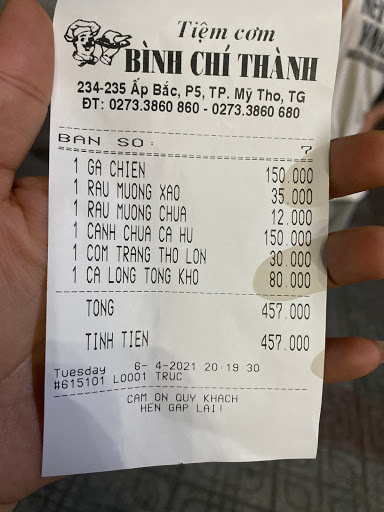 Tiệm cơm
BÌNH CHÍ THÀNH
234-235 Ấp Bắc, P5, TP. Mỹ Tho, TG
ĐT: 0273.3860 860 - 0273.3860 680
BAN SO: 7
1 GA CHIEN 150.000
1 RAU MUONG XAO 35.000
1 RAU MUONG CHUA 12.000
1 CANH CHUA CA HU 150.000
1 COM TRANG THO LON 30.000
1 CA LONG TONG KHO 80.000
TONG 457.000
TINH TIEN 457.000
Tuesday 6- 4-2021 20:19:30
#615101 L0001 TRUC
CAM ON QUY KHACH
HEN GAP LAI!